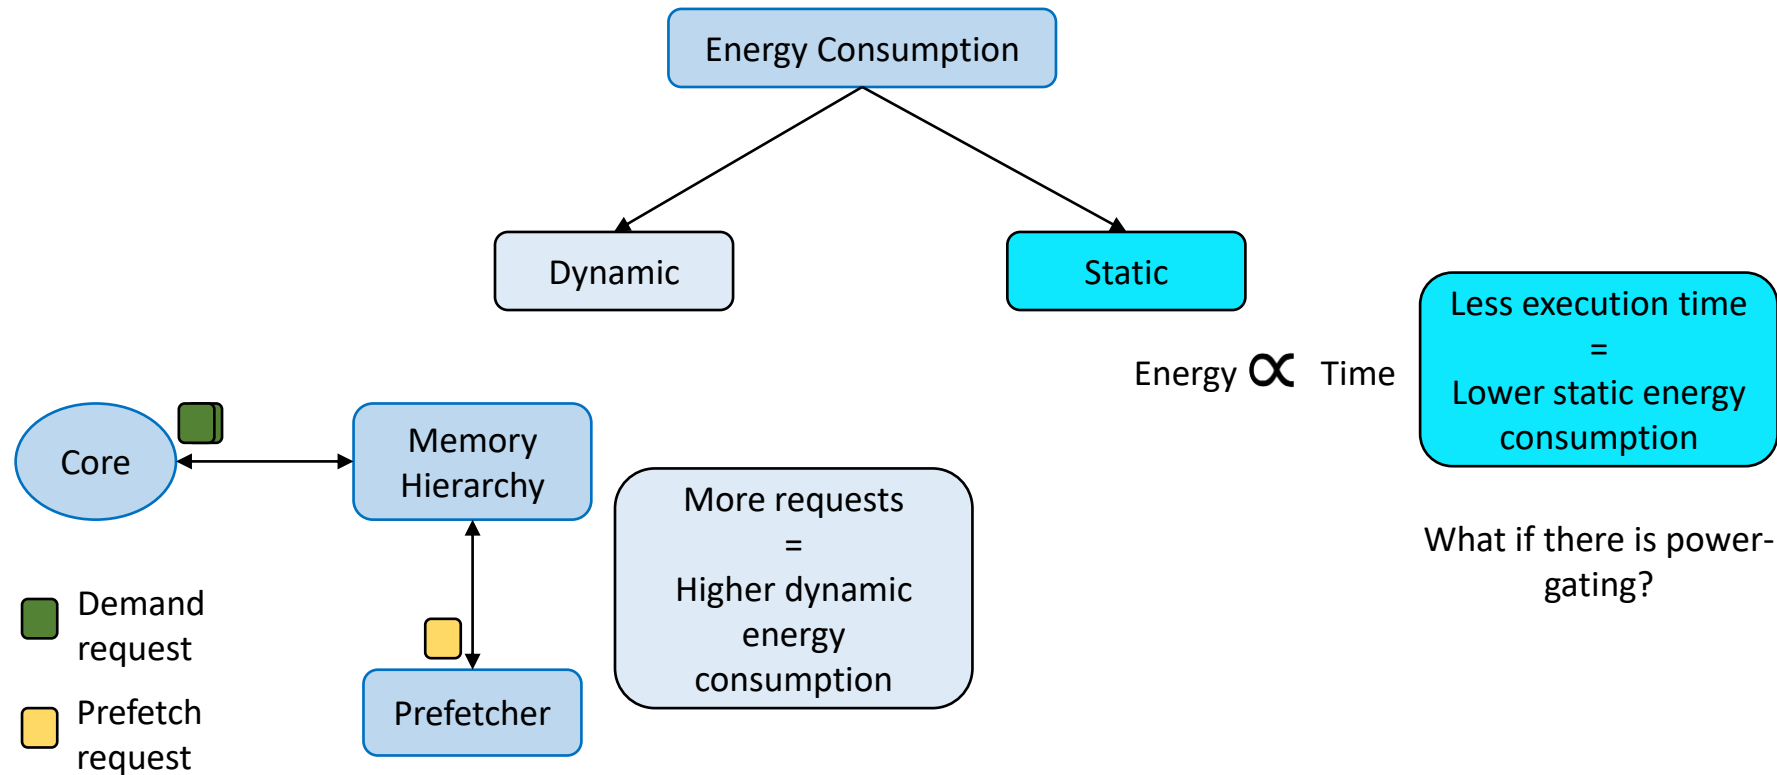 Energy Consumption
Dynamic
Static
Energy ∝ Time
Less execution time
=
Lower static energy
consumption
What if there is power-
gating?
Core
Memory
Hierarchy
Prefetcher
More requests
=
Higher dynamic
energy
consumption
Demand
request
Prefetch
request